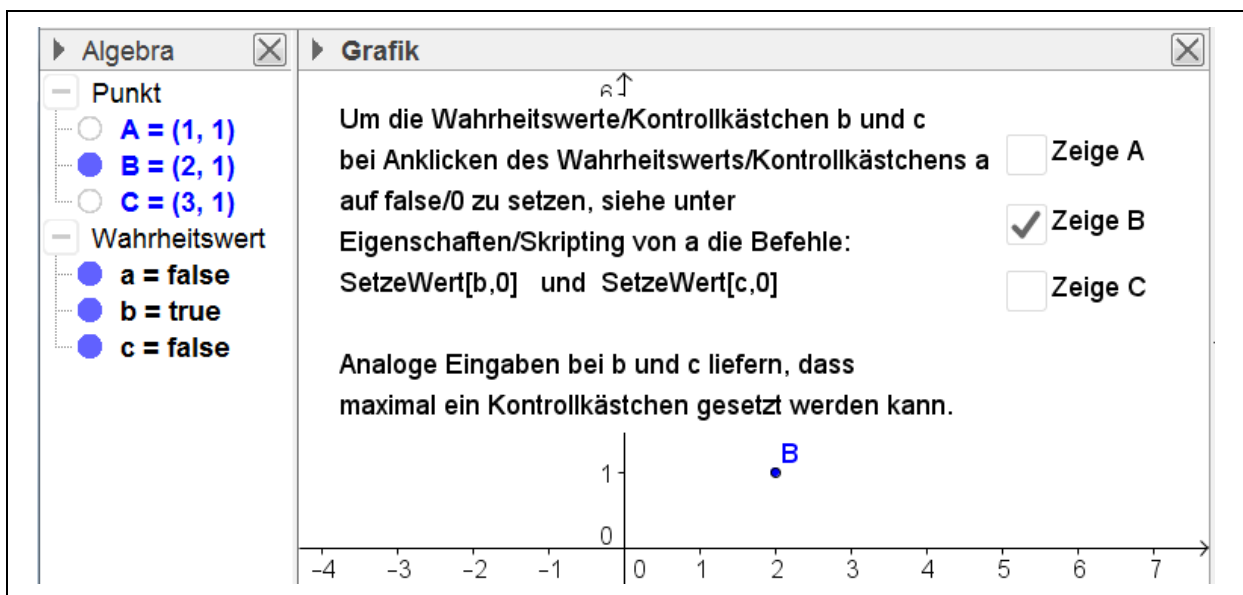 Algebra
Grafik
Punkt
A = (1, 1)
B = (2, 1)
C = (3, 1)
Wahrheitswert
a = false
b = true
c = false
6
Um die Wahrheitswerte/Kontrollkästchen b und c
bei Anklicken des Wahrheitswerts/Kontrollkästchens a
auf false/0 zu setzen, siehe unter
Eigenschaften/Skripting von a die Befehle:
SetzeWert[b,0] und SetzeWert[c,0]
Analoge Eingaben bei b und c liefern, dass
maximal ein Kontrollkästchen gesetzt werden kann.
Zeige A
Zeige B
Zeige C
B
1
0
−4 −3 −2 −1 0 1 2 3 4 5 6 7